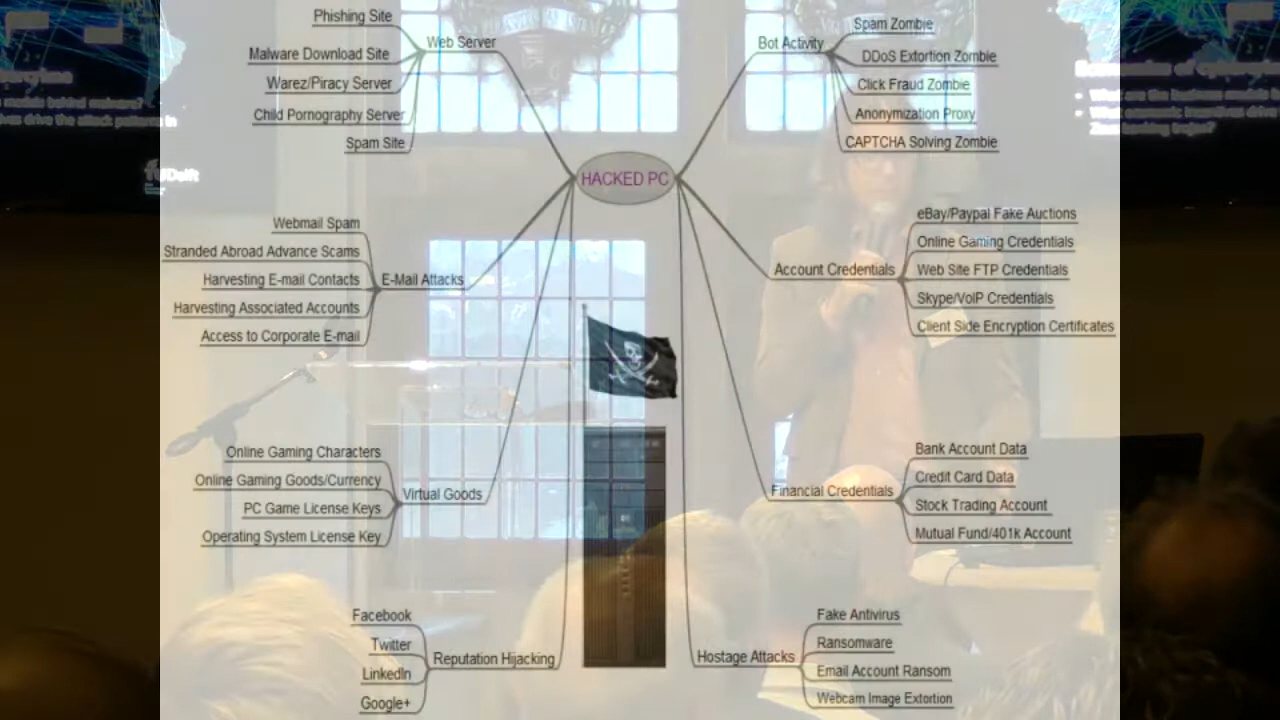 Phishing Site
Malware Download Site
Warez/Piracy Server
Child Pornography Server
Spam Site
Web Server
Bot Activity
Spam Zombie
DDoS Extortion Zombie
Click Fraud Zombie
Anonymization Proxy
CAPTCHA Solving Zombie
HACKED PC
Webmail Spam
Stranded Abroad Advance Scams
Harvesting E-mail Contacts
Harvesting Associated Accounts
Access to Corporate E-mail
E-Mail Attacks
Account Credentials
eBay/Paypal Fake Auctions
Online Gaming Credentials
Web Site FTP Credentials
Skype/VoIP Credentials
Client Side Encryption Certificates
Online Gaming Characters
Online Gaming Goods/Currency
PC Game License Keys
Operating System License Key
Virtual Goods
Financial Credentials
Bank Account Data
Credit Card Data
Stock Trading Account
Mutual Fund/401k Account
Facebook
Twitter
LinkedIn
Google+
Reputation Hijacking
Hostage Attacks
Fake Antivirus
Ransomware
Email Account Ransom
Webcam Image Extortion